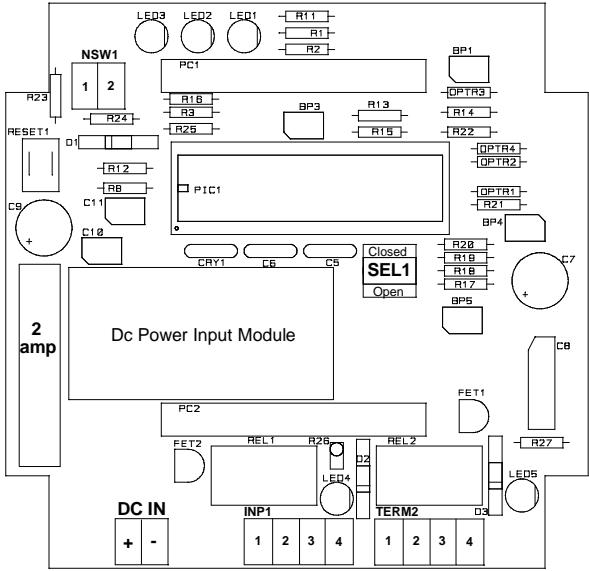 LED3 LED2 LED1 R11
R1
R2
NSW1
1 2
PC1
BP1
R23
OPTR3
R16
R3
R25
R24
BP3
R13
R15
R14
R22
RESET1
D1
OPTR4
OPTR2
R12
R8
PIC1
OPTR1
R21
C9
C11
BP4
C10
CRY1 C6 C5
Closed
SEL1
Open
R20
R19
R18
R17
C7
2
amp
Dc Power Input Module
BP5
C8
PC2
FET1
FET2
REL1
R26
REL2
R27
D2
LED4
LED5
D3
DC IN
+ -
INP1
1 2 3 4
TERM2
1 2 3 4
+
+